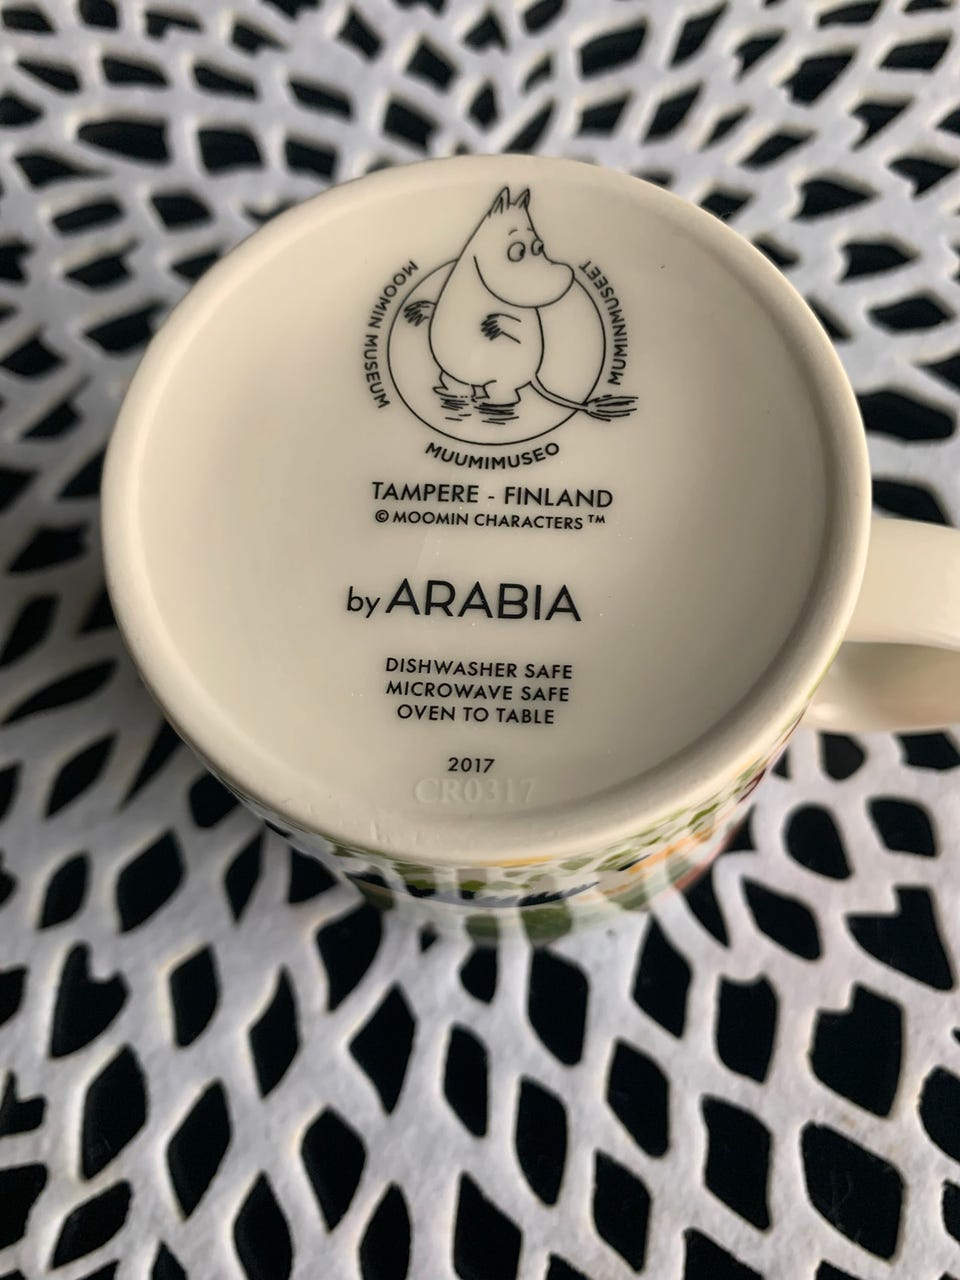 MOOMIN MUSEUM
MUMINMUSEET
MUUMIMUSEO
TAMPERE - FINLAND
© MOOMIN CHARACTERS ™
by ARABIA
DISHWASHER SAFE
MICROWAVE SAFE
OVEN TO TABLE
2017
CR0317